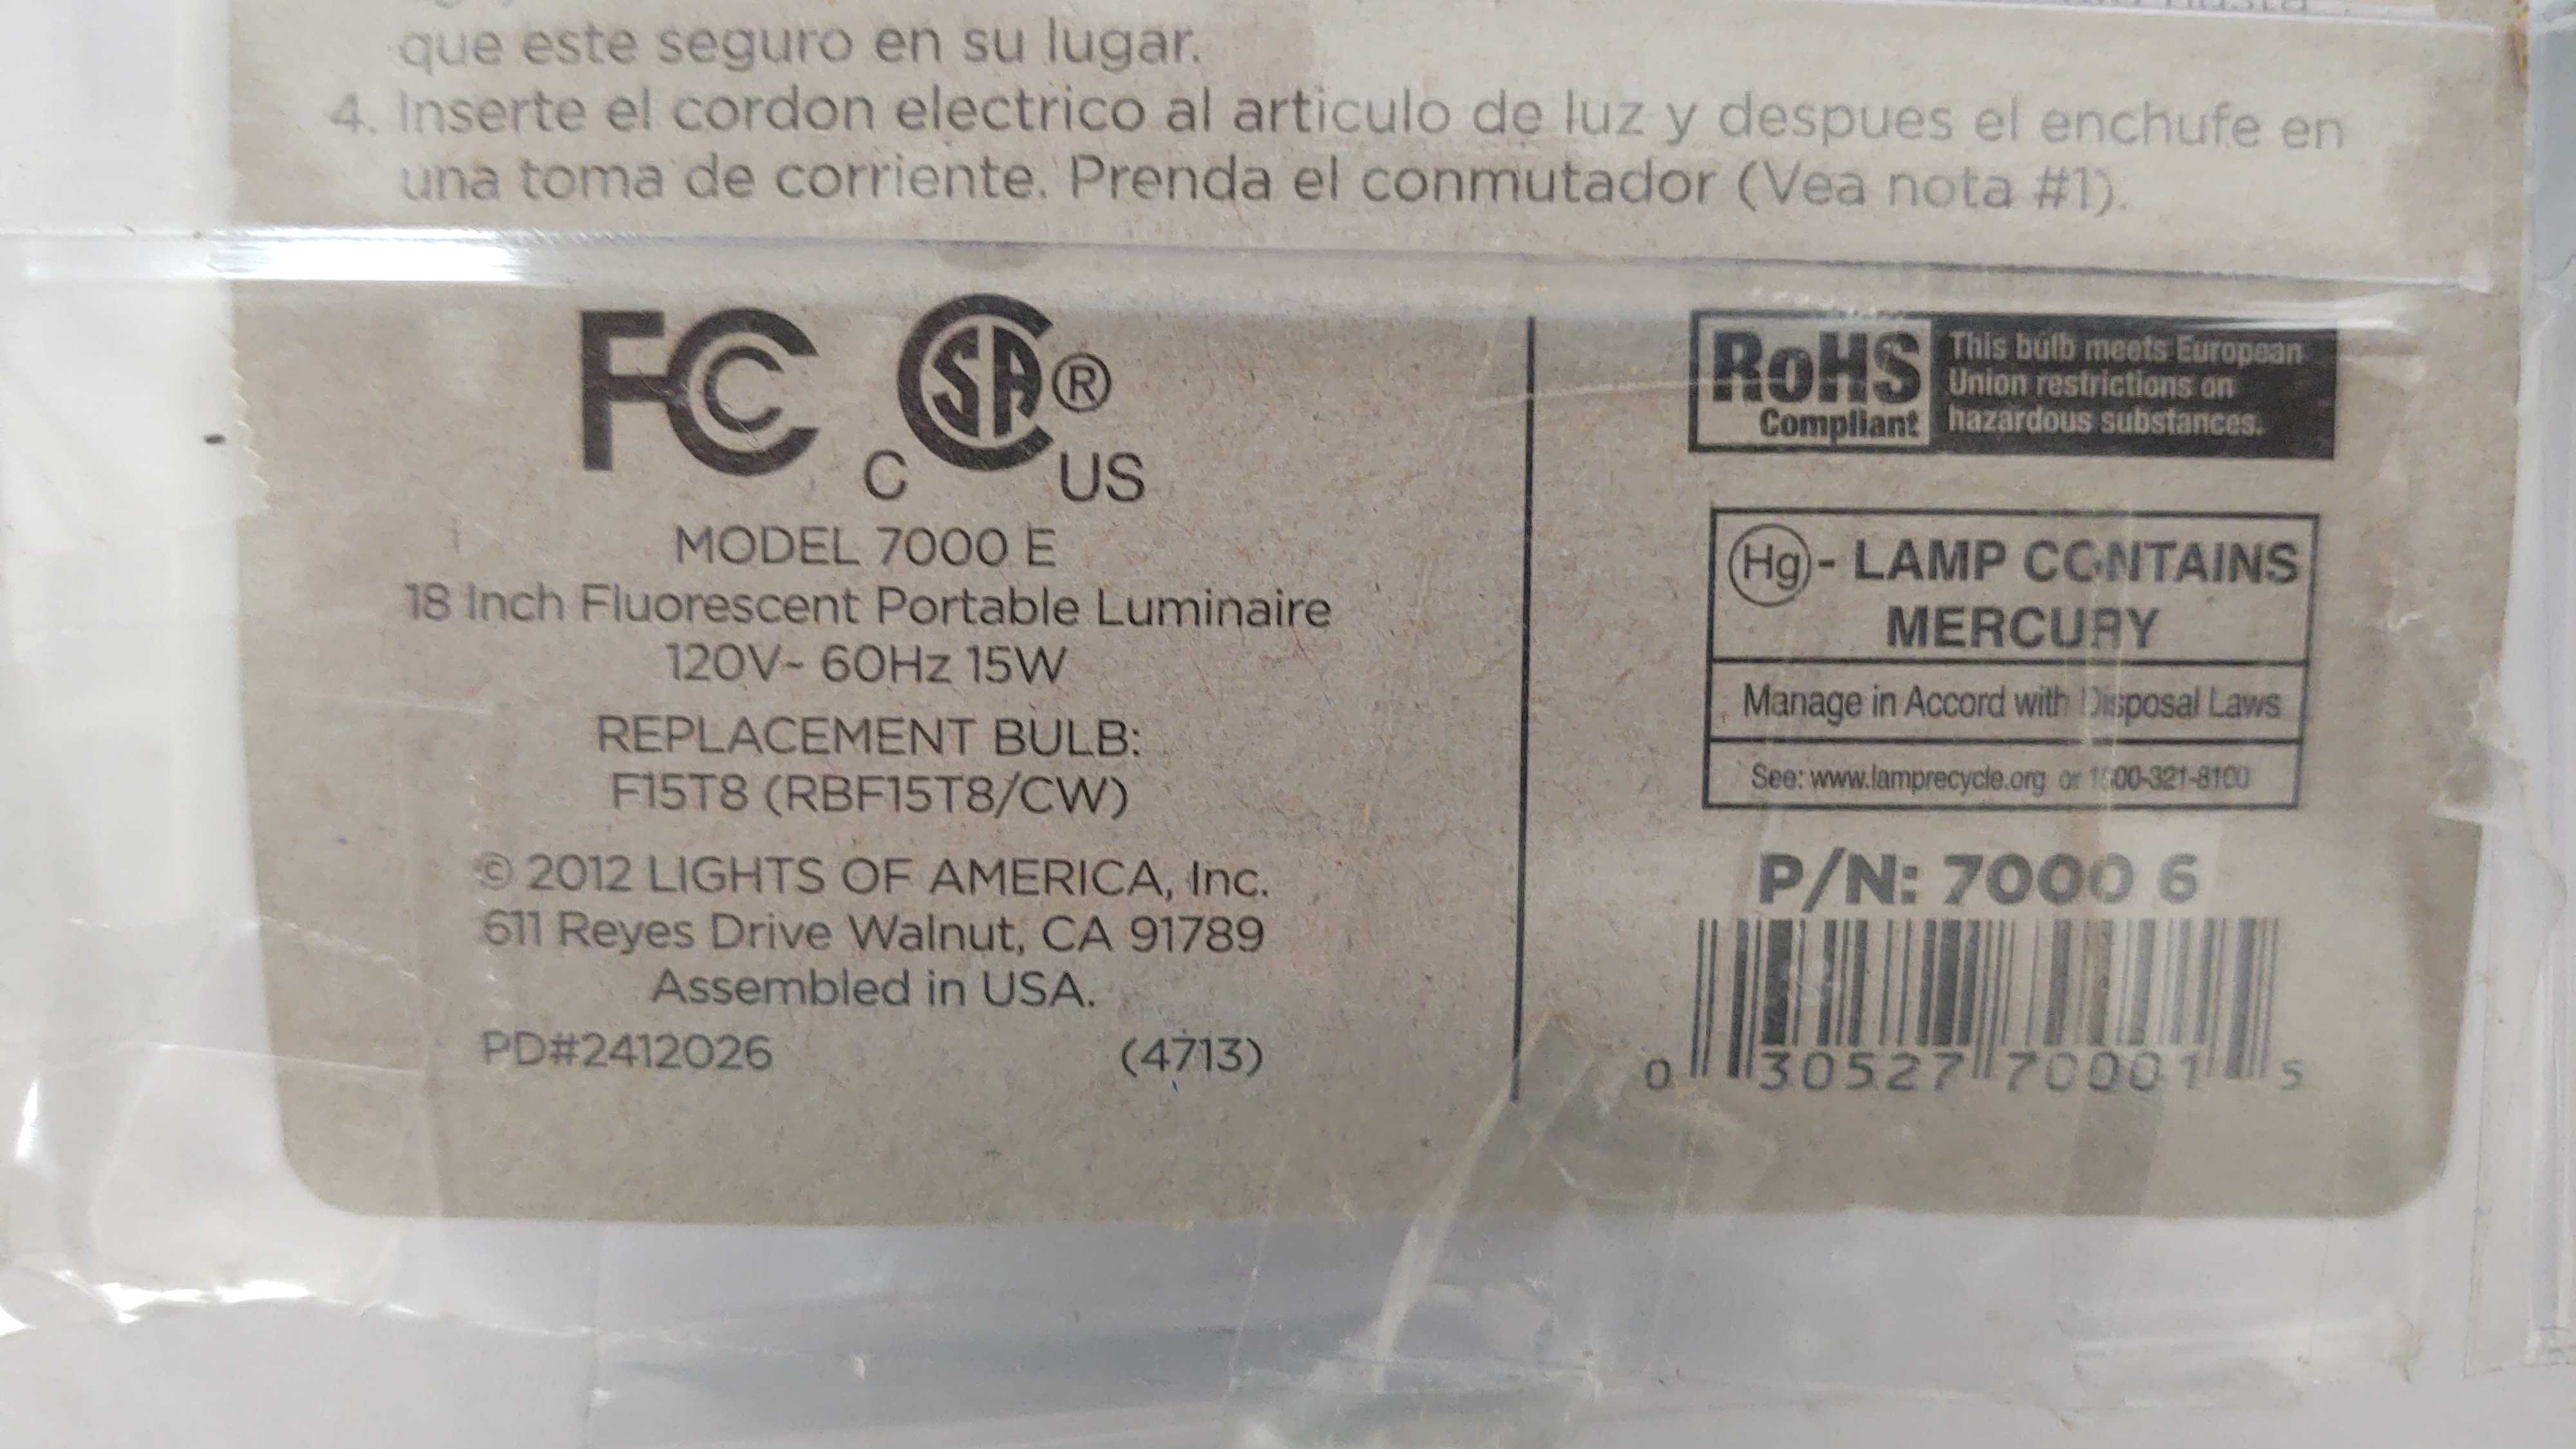 que este seguro en su lugar.
4. Inserte el cordon electrico al articulo de luz y despues el enchufe en
una toma de corriente. Prenda el conmutador (Vea nota #1).
FCC CSA®
C US
MODEL 7000 E
18 Inch Fluorescent Portable Luminaire
120V~ 60Hz 15W
REPLACEMENT BULB:
F15T8 (RBF15T8/CW)
© 2012 LIGHTS OF AMERICA, Inc.
611 Reyes Drive Walnut, CA 91789
Assembled in USA.
PD#2412026 (4713)
RoHS
Compliant
This bulb meets European
Union restrictions on
hazardous substances.
Hg - LAMP CONTAINS
MERCURY
Manage in Accord with Disposal Laws
See: www.lamprecycle.org or
P/N: 7000 6
0 30527 70001 5